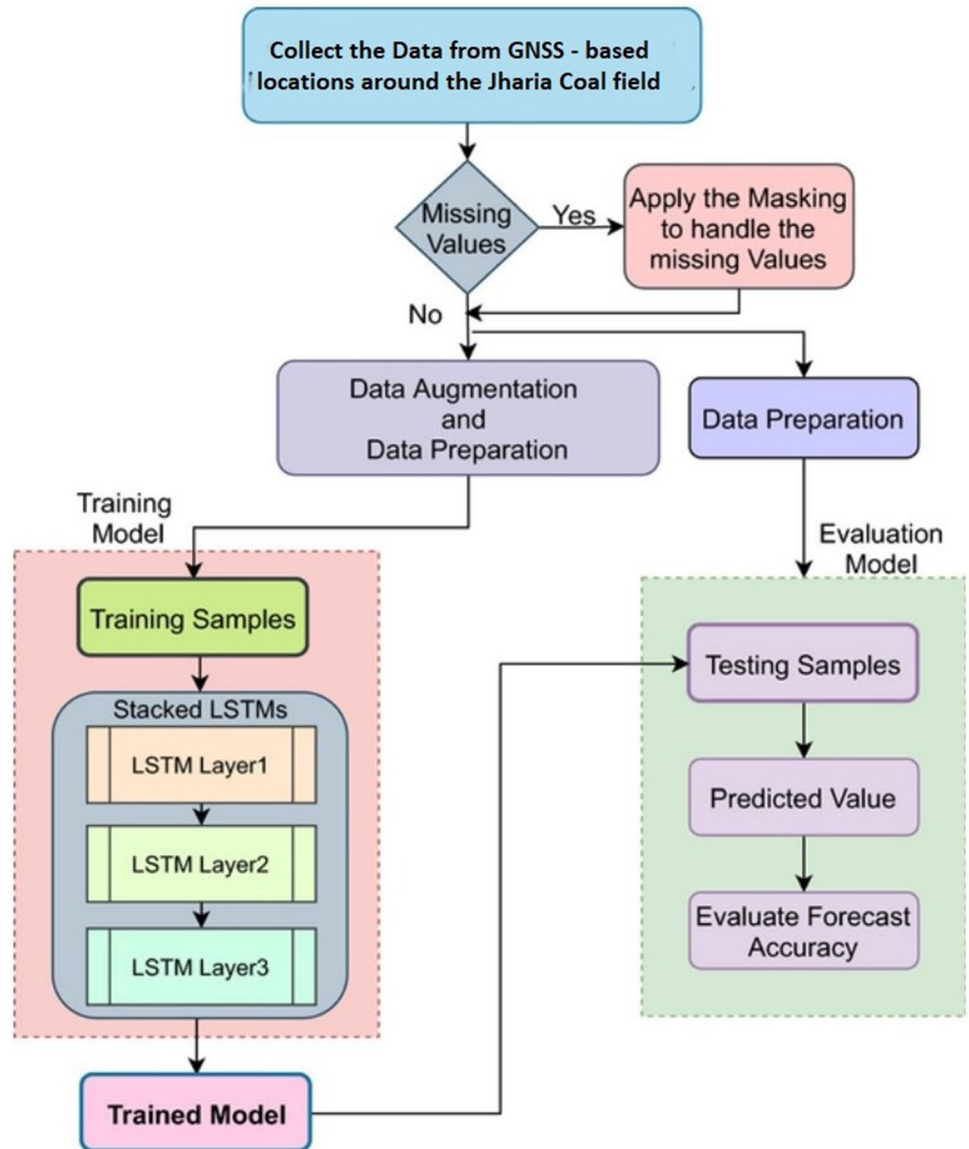 Collect the Data from GNSS - based
locations around the Jharia Coal field
Missing
Values
Yes
Apply the Masking
to handle the
missing Values
No
Data Augmentation
and
Data Preparation
Data Preparation
Training
Model
Evaluation
Model
Training Samples
Stacked LSTMs
LSTM Layer1
LSTM Layer2
LSTM Layer3
Trained Model
Testing Samples
Predicted Value
Evaluate Forecast
Accuracy